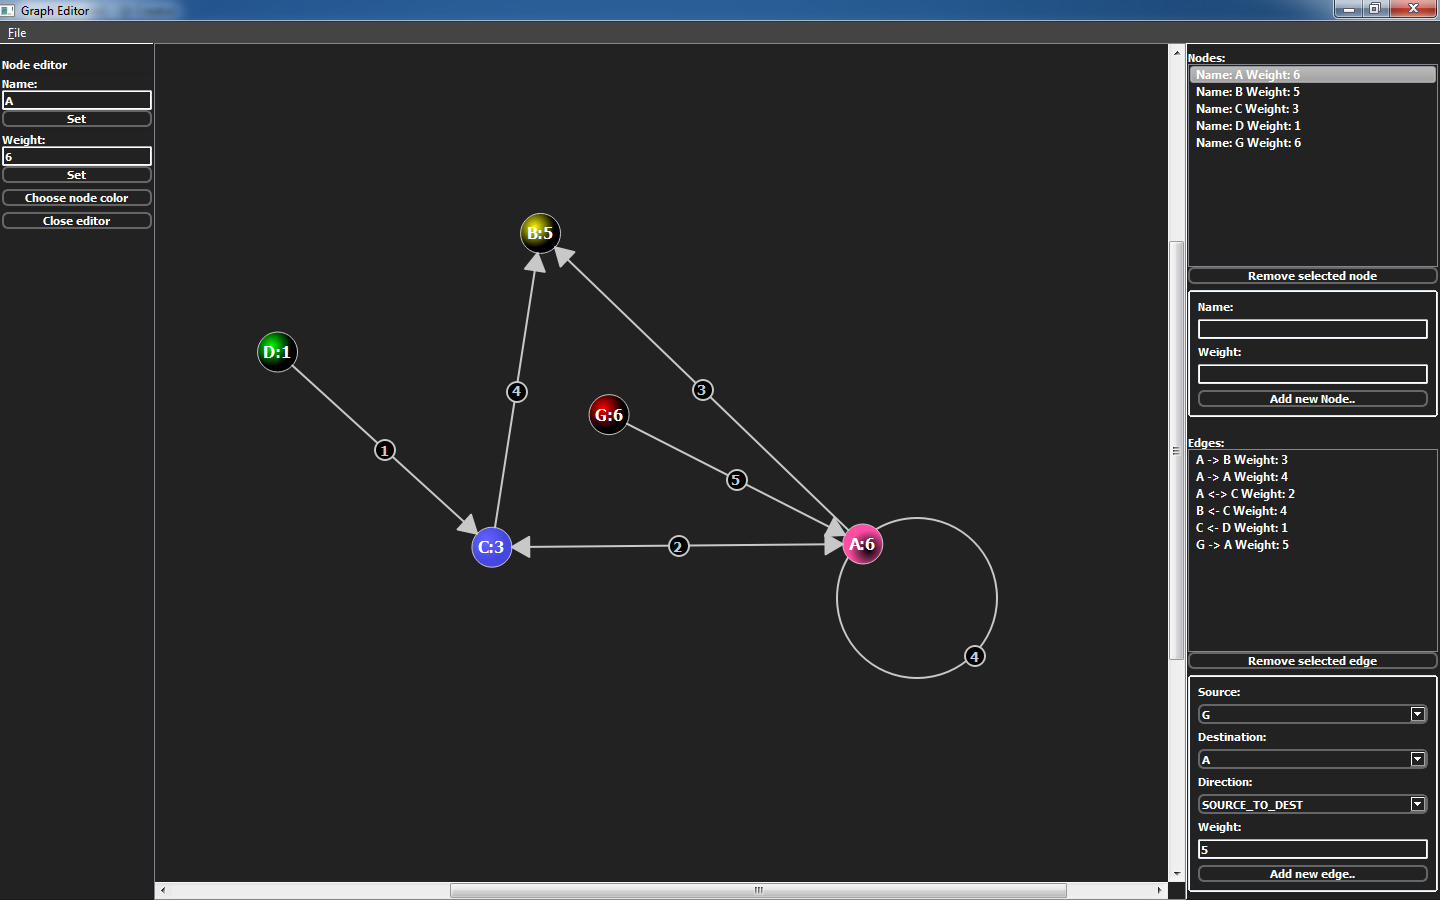 Graph Editor
File
Node editor
Name:
A
Set
Weight:
6
Set
Choose node color
Close editor
B:5
D:1
4
3
G:6
1
5
C:3
2
A:6
4
Nodes:
Name: A Weight: 6
Name: B Weight: 5
Name: C Weight: 3
Name: D Weight: 1
Name: G Weight: 6
Remove selected node
Name:
Weight:
Add new Node..
Edges:
A -> B Weight: 3
A -> A Weight: 4
A <-> C Weight: 2
B <- C Weight: 4
C <- D Weight: 1
G -> A Weight: 5
Remove selected edge
Source:
G
Destination:
A
Direction:
SOURCE_TO_DEST
Weight:
5
Add new edge..